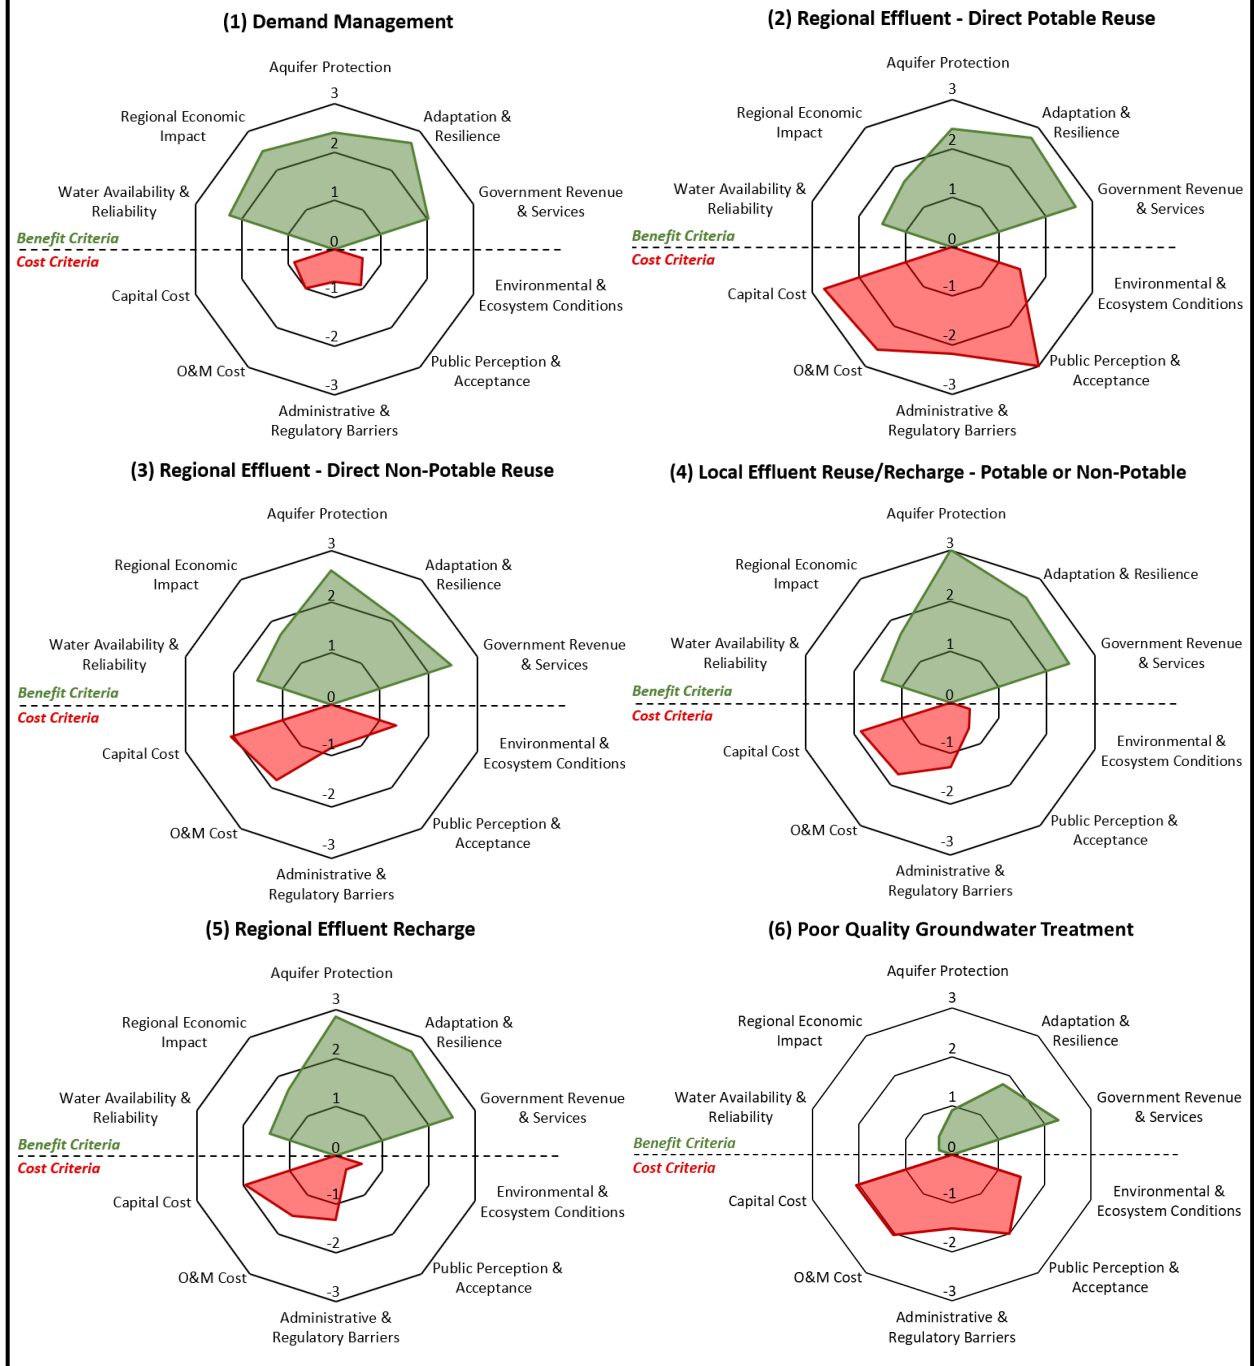 (1) Demand Management
Aquifer Protection
3
Regional Economic
Impact
Adaptation &
Resilience
2
Water Availability &
Reliability
1
Government Revenue
& Services
Benefit Criteria
0
Cost Criteria
Capital Cost
-1
Environmental &
Ecosystem Conditions
-2
O&M Cost
Public Perception &
Acceptance
-3
Administrative &
Regulatory Barriers
(2) Regional Effluent - Direct Potable Reuse
Aquifer Protection
3
Regional Economic
Impact
Adaptation &
Resilience
2
Water Availability &
Reliability
1
Government Revenue
& Services
Benefit Criteria
0
Cost Criteria
Capital Cost
-1
Environmental &
Ecosystem Conditions
-2
O&M Cost
Public Perception &
Acceptance
-3
Administrative &
Regulatory Barriers
(3) Regional Effluent - Direct Non-Potable Reuse
Aquifer Protection
3
Regional Economic
Impact
Adaptation &
Resilience
2
Water Availability &
Reliability
1
Government Revenue
& Services
Benefit Criteria
0
Cost Criteria
Capital Cost
-1
Environmental &
Ecosystem Conditions
-2
O&M Cost
Public Perception &
Acceptance
-3
Administrative &
Regulatory Barriers
(4) Local Effluent Reuse/Recharge - Potable or Non-Potable
Aquifer Protection
3
Regional Economic
Impact
Adaptation & Resilience
2
Water Availability &
Reliability
1
Government Revenue
& Services
Benefit Criteria
0
Cost Criteria
Capital Cost
-1
Environmental &
Ecosystem Conditions
-2
O&M Cost
Public Perception &
Acceptance
-3
Administrative &
Regulatory Barriers
(5) Regional Effluent Recharge
Aquifer Protection
3
Regional Economic
Impact
Adaptation &
Resilience
2
Water Availability &
Reliability
1
Government Revenue
& Services
Benefit Criteria
0
Cost Criteria
Capital Cost
-1
Environmental &
Ecosystem Conditions
-2
O&M Cost
Public Perception &
Acceptance
-3
Administrative &
Regulatory Barriers
(6) Poor Quality Groundwater Treatment
Aquifer Protection
3
Regional Economic
Impact
Adaptation &
Resilience
2
Water Availability &
Reliability
1
Government Revenue
& Services
Benefit Criteria
0
Cost Criteria
Capital Cost
-1
Environmental &
Ecosystem Conditions
-2
O&M Cost
Public Perception &
Acceptance
-3
Administrative &
Regulatory Barriers